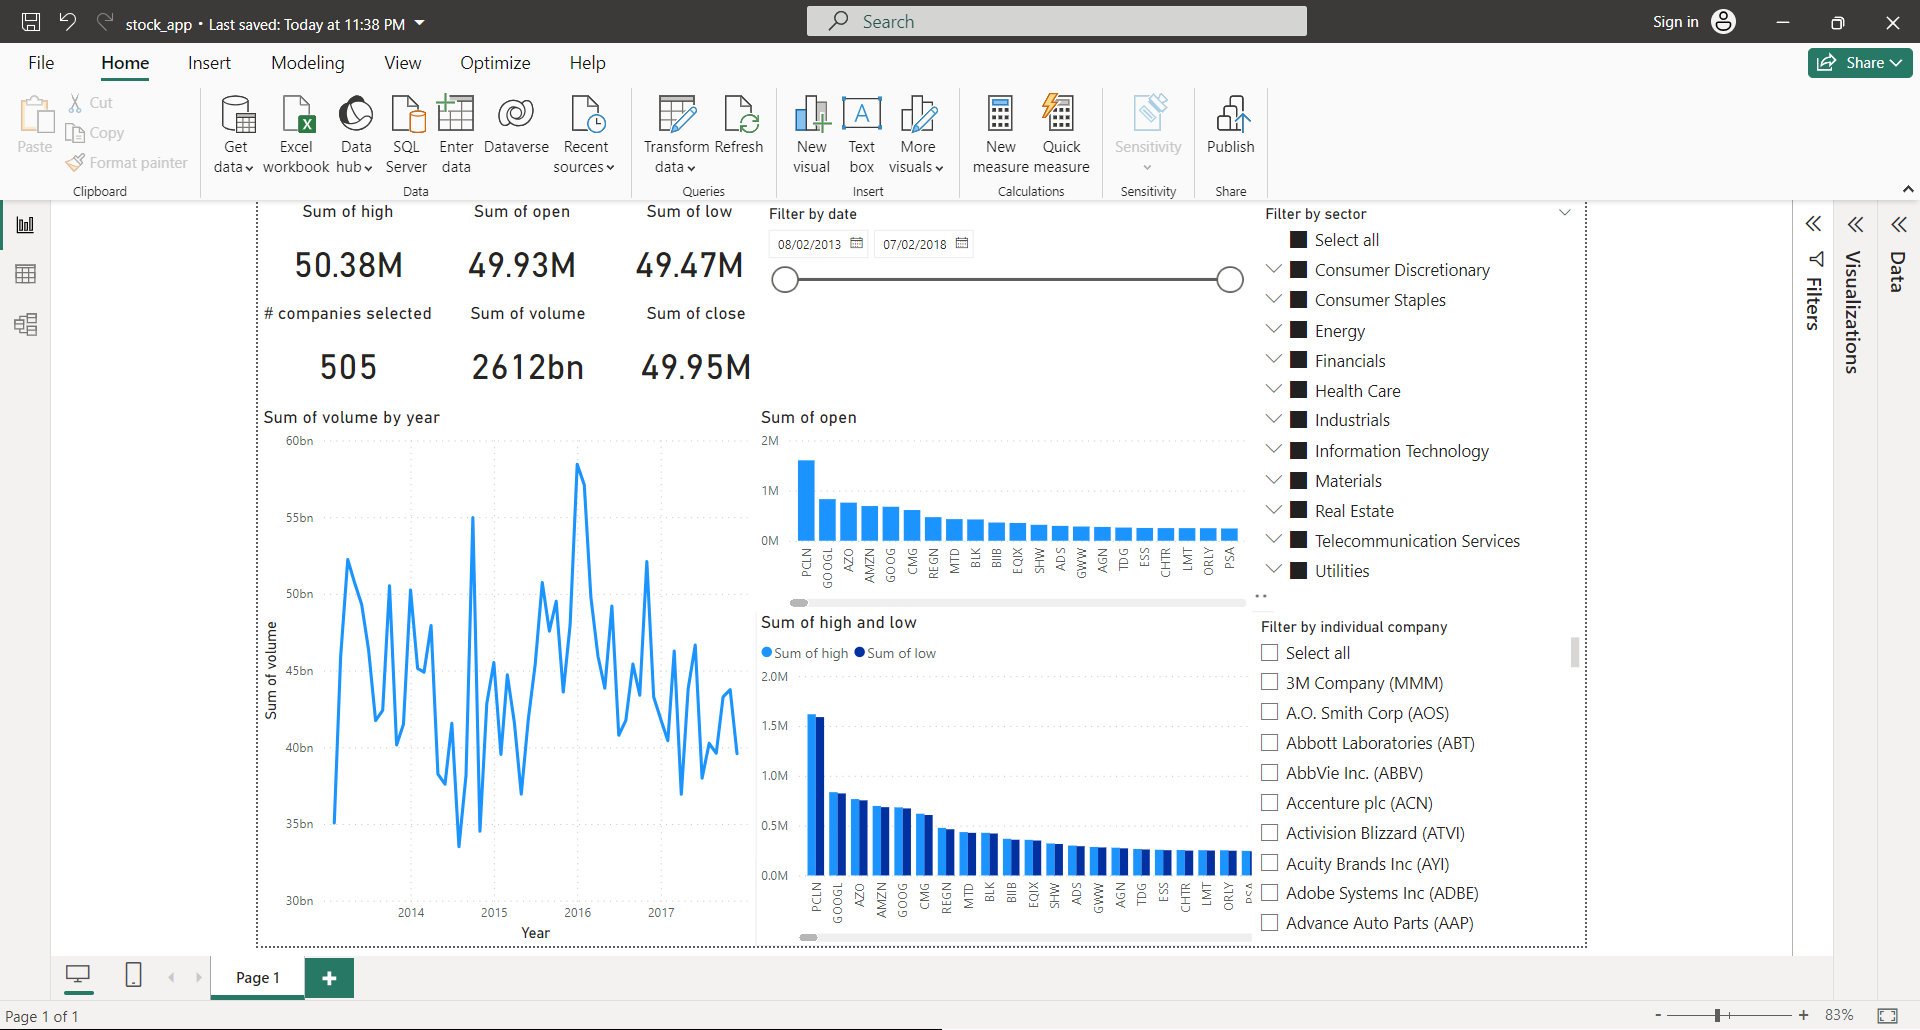 stock_app • Last saved: Today at 11:38 PM
Search
Sign in
File Home Insert Modeling View Optimize Help
Share
Paste
Cut
Copy
Format painter
Clipboard
Get data
Excel workbook
Data hub
SQL Server
Enter data
Dataverse
Recent sources
Data
Transform data
Refresh
Queries
New visual
Text box
More visuals
Insert
New measure
Quick measure
Calculations
Sensitivity
Sensitivity
Publish
Share
Sum of high
50.38M
Sum of open
49.93M
Sum of low
49.47M
# companies selected
505
Sum of volume
2612bn
Sum of close
49.95M
Filter by date
08/02/2013
07/02/2018
Sum of volume by year
60bn
55bn
50bn
45bn
40bn
35bn
30bn
Sum of volume
2014 2015 2016 2017
Year
Sum of open
2M
1M
0M
PCLN GOOGL AZO AMZN GOOG CMG REGN MTD BLK BIIB EQIX SHW ADS GWW AGN TDG ESS CHTR LMT ORLY PSA
Sum of high and low
Sum of high Sum of low
2.0M
1.5M
1.0M
0.5M
0.0M
PCLN GOOGL AZO AMZN GOOG CMG REGN MTD BLK BIIB EQIX SHW ADS GWW AGN TDG ESS CHTR LMT ORLY PSA
Filter by sector
Select all
Consumer Discretionary
Consumer Staples
Energy
Financials
Health Care
Industrials
Information Technology
Materials
Real Estate
Telecommunication Services
Utilities
Filter by individual company
Select all
3M Company (MMM)
A.O. Smith Corp (AOS)
Abbott Laboratories (ABT)
AbbVie Inc. (ABBV)
Accenture plc (ACN)
Activision Blizzard (ATVI)
Acuity Brands Inc (AYI)
Adobe Systems Inc (ADBE)
Advance Auto Parts (AAP)
Filters
Visualizations
Data
Page 1
Page 1 of 1
83%